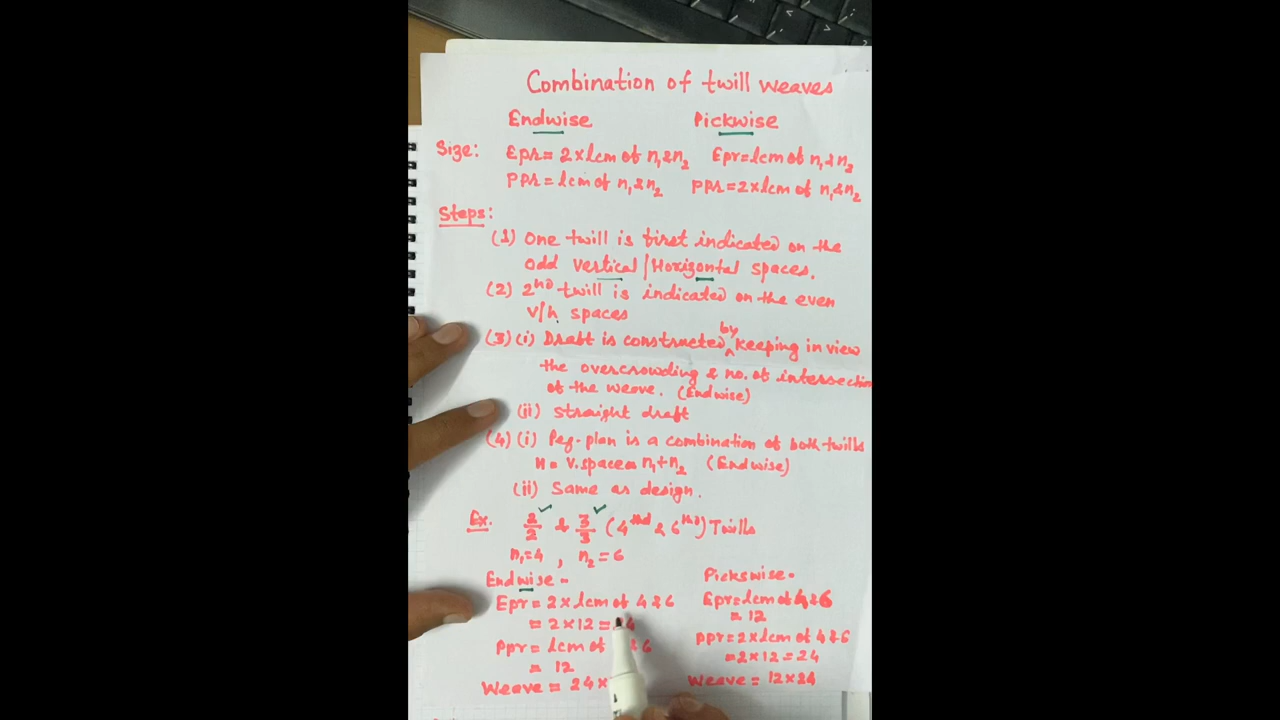 Combination of twill weaves
Endwise Pickwise
Size: Epr= 2 x lcm of n1 & n2 Epr=lcm of n1 & n2
PPr = lcm of n1 & n2 PPr =2xlcm of n1 & n2
Steps:
(1) One twill is first indicated on the
odd vertical / Horizontal spaces.
(2) 2nd twill is indicated on the even
v/h spaces
(3) (i) Draft is constructed by keeping in view
the overcrowding & no. of intersection
of the weave. (Endwise)
(ii) straight draft
(4) (i) Peg-plan is a combination of both twills
H = V.space = n1+n2 (Endwise)
(ii) Same as design.
Ex. 2/2 & 3/3 (4 & 6) Twills
n1=4, n2=6
Endwise - Pickswise -
Epr = 2 x lcm of 4 & 6 Epr=lcm of 4 & 6
= 2 x 12 = 4 = 12
PPr = lcm of & 6 PPr = 2 x lcm of 4 & 6
= 12 = 2 x 12 = 24
Weave = 24 x Weave = 12 x 24